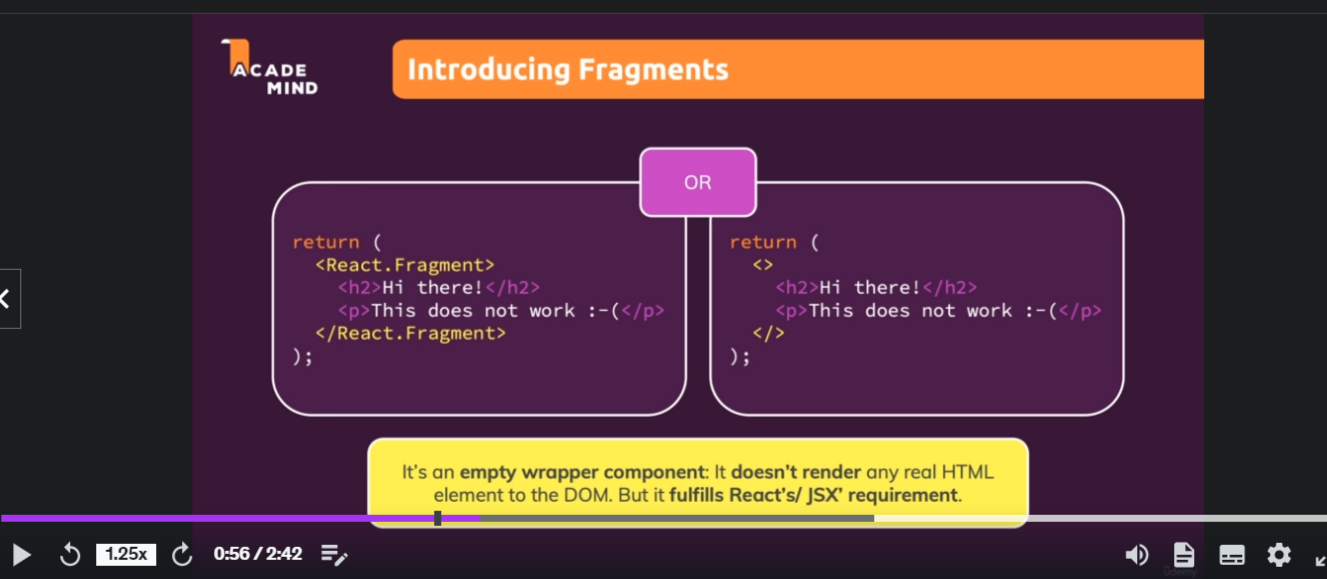 ACADE
MIND
Introducing Fragments
OR
return (
<React.Fragment>
<h2>Hi there!</h2>
<p>This does not work :-(</p>
</React.Fragment>
);
return (
<>
<h2>Hi there!</h2>
<p>This does not work :-(</p>
</>
);
It's an empty wrapper component: It doesn't render any real HTML
element to the DOM. But it fulfills React's/ JSX' requirement.
1.25x
0:56 / 2:42
ûdemy